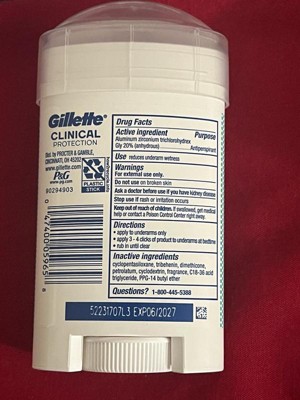 Gillette
CLINICAL
PROTECTION
Dist. by PROCTER & GAMBLE,
CINCINNATI, OH 45202
www.gillette.com
P&G
www.pg.com
90294903
PLASTIC
STICK
Drug Facts
Active ingredient Purpose
Aluminum zirconium trichlorohydrex
Gly 20% (anhydrous) Antiperspirant
Use reduces underarm wetness
Warnings
For external use only.
Do not use on broken skin
Ask a doctor before use if you have kidney disease
Stop use if rash or irritation occurs
Keep out of reach of children. If swallowed, get medical
help or contact a Poison Control Center right away.
Directions
• apply to underarms only
• apply 3 - 4 clicks of product to underarms at bedtime
• rub in until clear
Inactive ingredients
cyclopentasiloxane, tribehenin, dimethicone,
petrolatum, cyclodextrin, fragrance, C18-36 acid
triglyceride, PPG-14 butyl ether
Questions? 1-800-445-5388
52231707L3 EXP06/2027